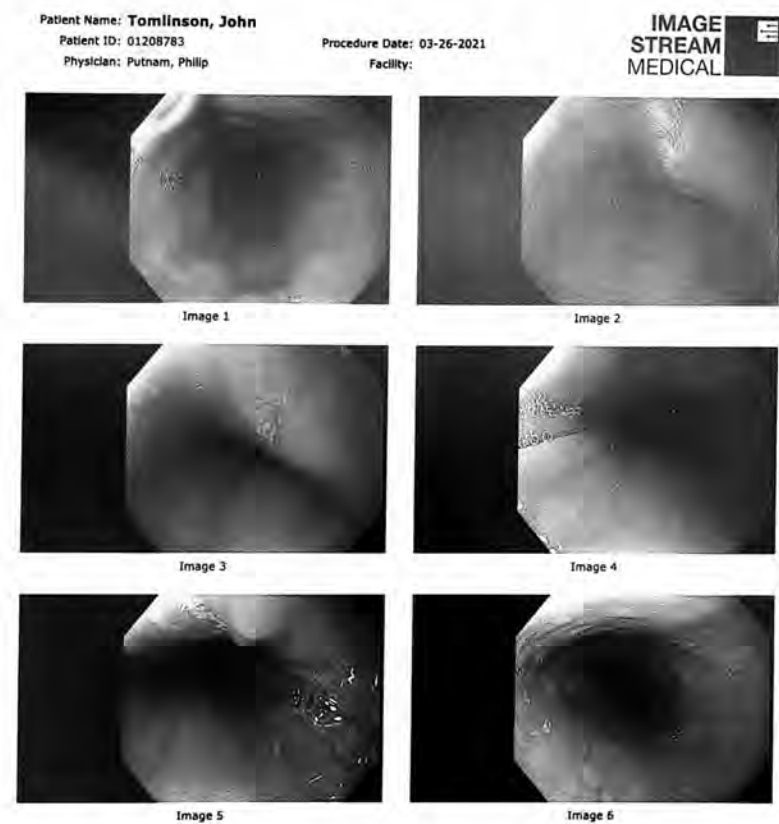 Patient Name: Tomlinson, John
Patient ID: 01208783
Physician: Putnam, Philip
Procedure Date: 03-26-2021
Facility:
IMAGE
STREAM
MEDICAL
Image 1
Image 2
Image 3
Image 4
Image 5
Image 6